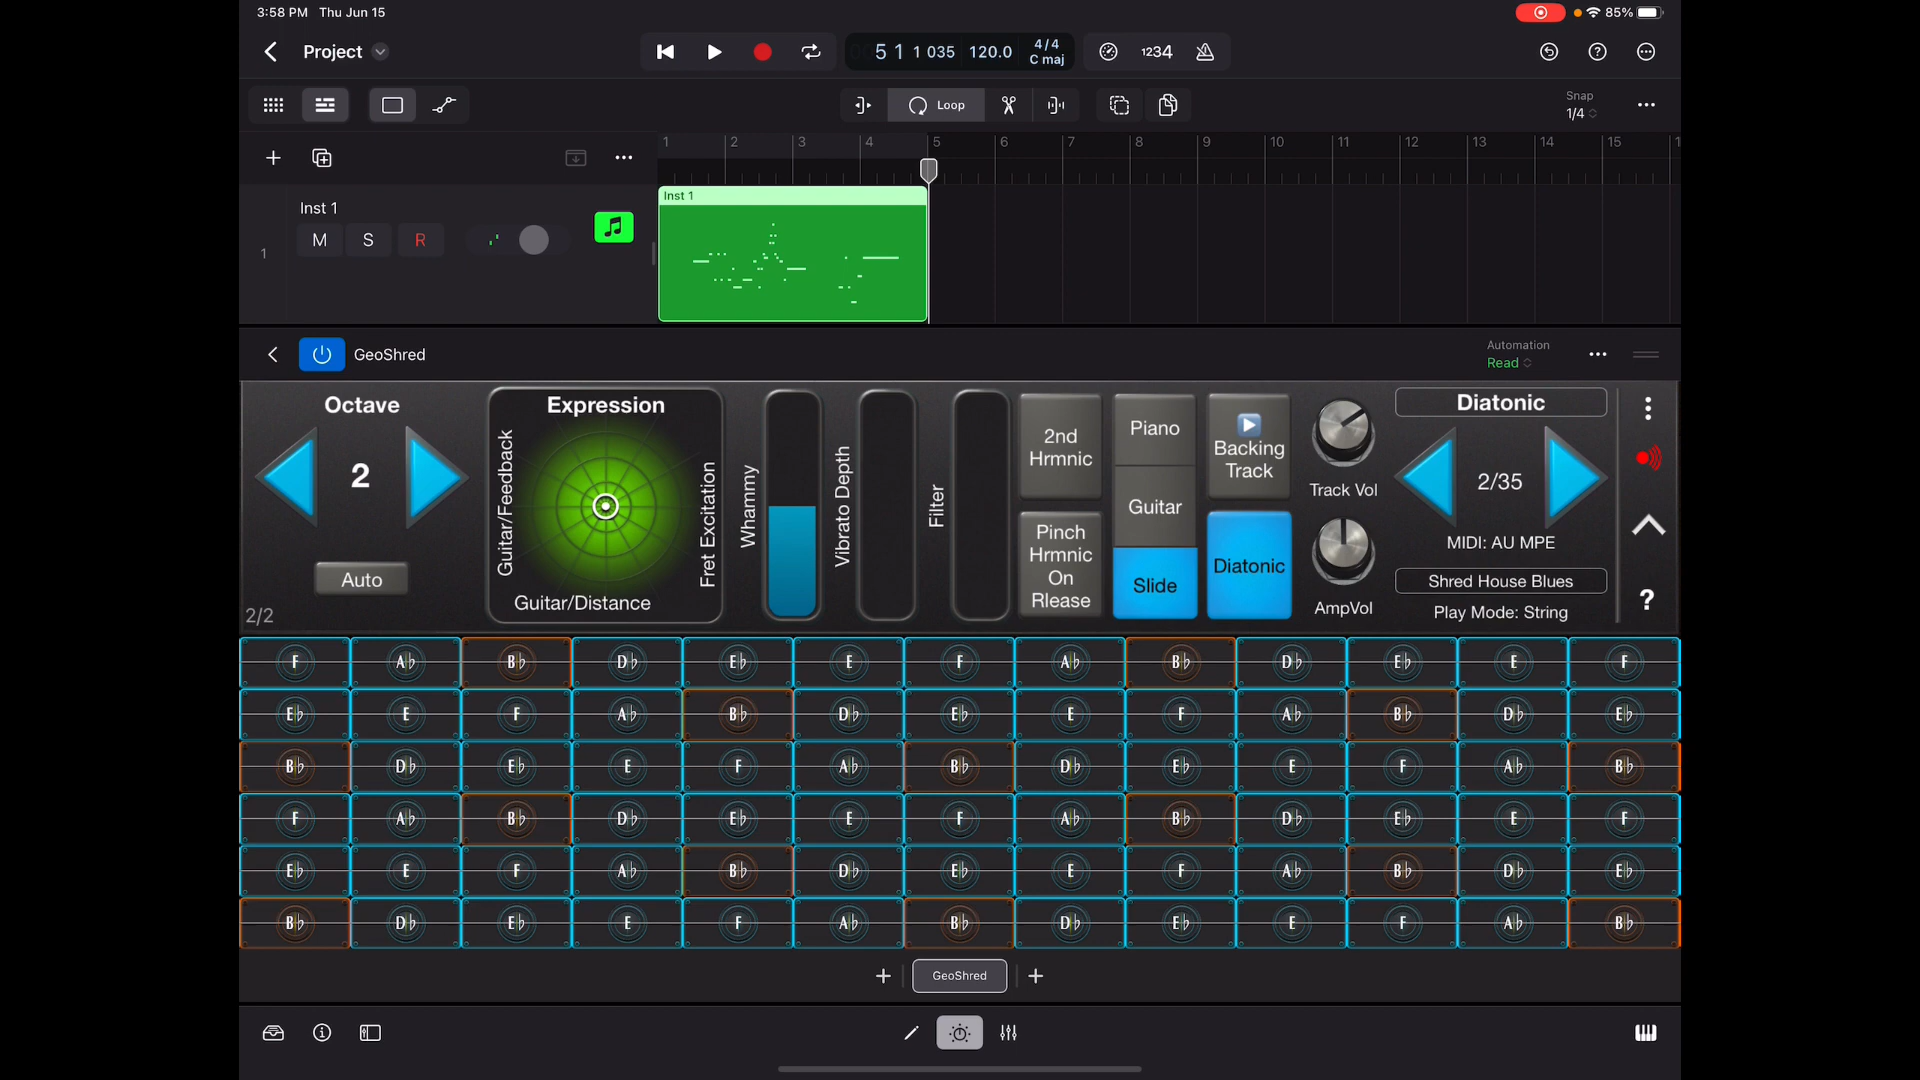 3:58 PM Thu Jun 15
85%
Project
5 1 1 035 120.0 4/4 C maj
1234
Loop
Snap
1/4
1 2 3 4 5 6 7 8 9 10 11 12 13 14 15 1
Inst 1
Inst 1
M S R
1
GeoShred
Automation
Read
Octave
2
Auto
2/2
Expression
Guitar/Feedback
Fret Excitation
Guitar/Distance
Whammy
Vibrato Depth
Filter
2nd
Hrmnic
Pinch
Hrmnic
On
Rlease
Piano
Guitar
Slide
Backing
Track
Diatonic
Track Vol
AmpVol
Diatonic
2/35
MIDI: AU MPE
Shred House Blues
Play Mode: String
?
F A♭ B♭ D♭ E♭ E F A♭ B♭ D♭ E♭ E F
E♭ E F A♭ B♭ D♭ E♭ E F A♭ B♭ D♭ E♭
B♭ D♭ E♭ E F A♭ B♭ D♭ E♭ E F A♭ B♭
F A♭ B♭ D♭ E♭ E F A♭ B♭ D♭ E♭ E F
E♭ E F A♭ B♭ D♭ E♭ E F A♭ B♭ D♭ E♭
B♭ D♭ E♭ E F A♭ B♭ D♭ E♭ E F A♭ B♭
GeoShred